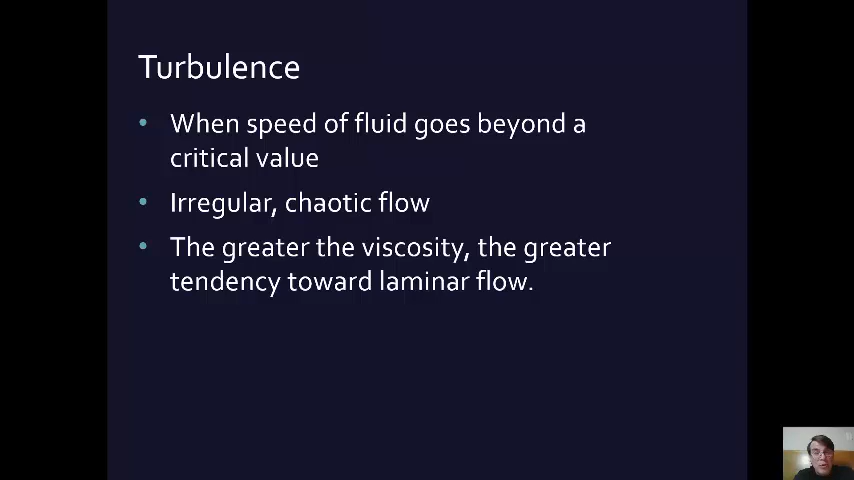 Turbulence
• When speed of fluid goes beyond a
critical value
• Irregular, chaotic flow
• The greater the viscosity, the greater
tendency toward laminar flow.